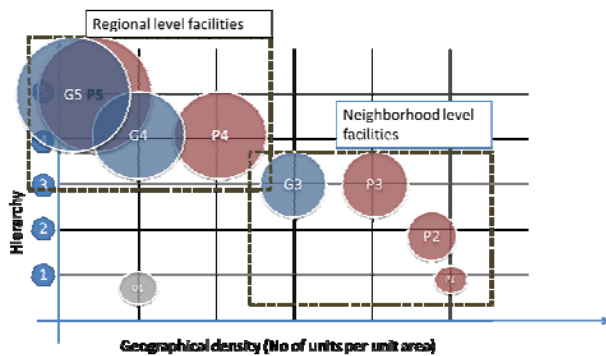 Regional level facilities
G5
P5
G4
P4
Neighborhood level
facilities
G3
P3
P2
3
2
1
Hierarchy
Geographical density (No of units per unit area)